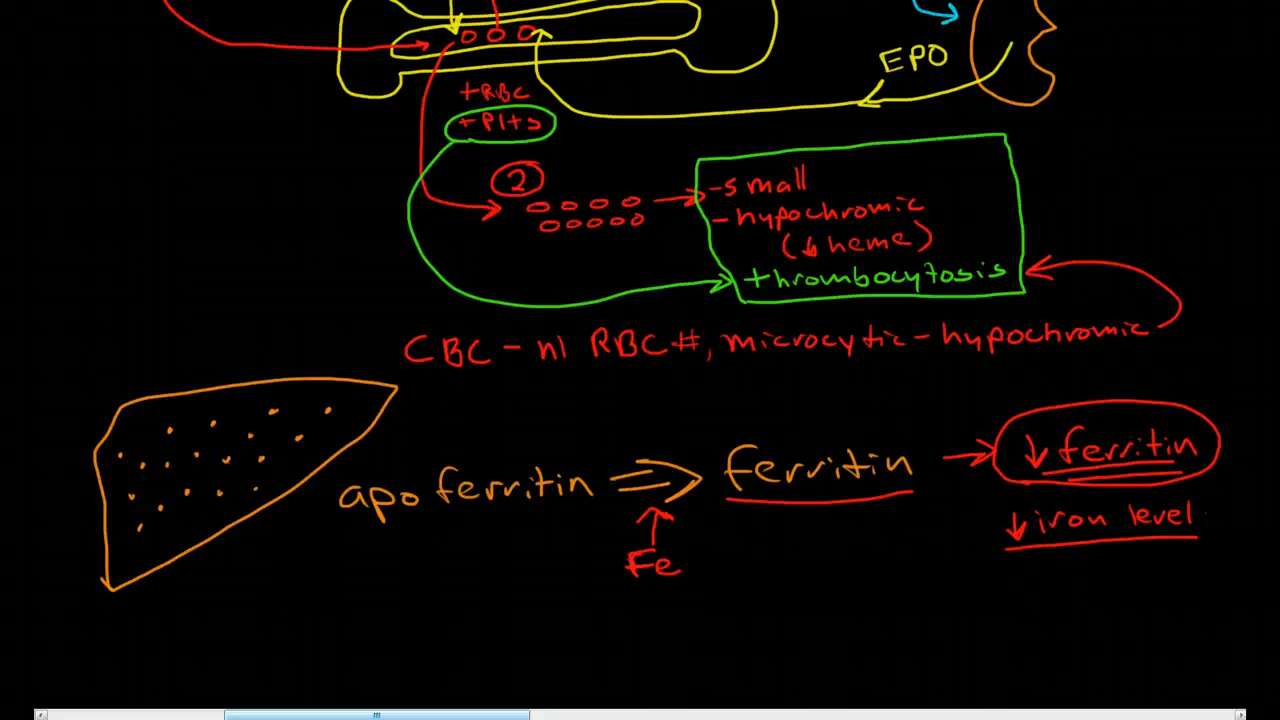 EPO
+RBC
+Plts
2
-small
-hypochromic
(↓heme)
+thrombocytosis
CBC - nl RBC #, microcytic-hypochromic
apoferritin ⇒ ferritin → ↓ferritin
↓iron level
Fe